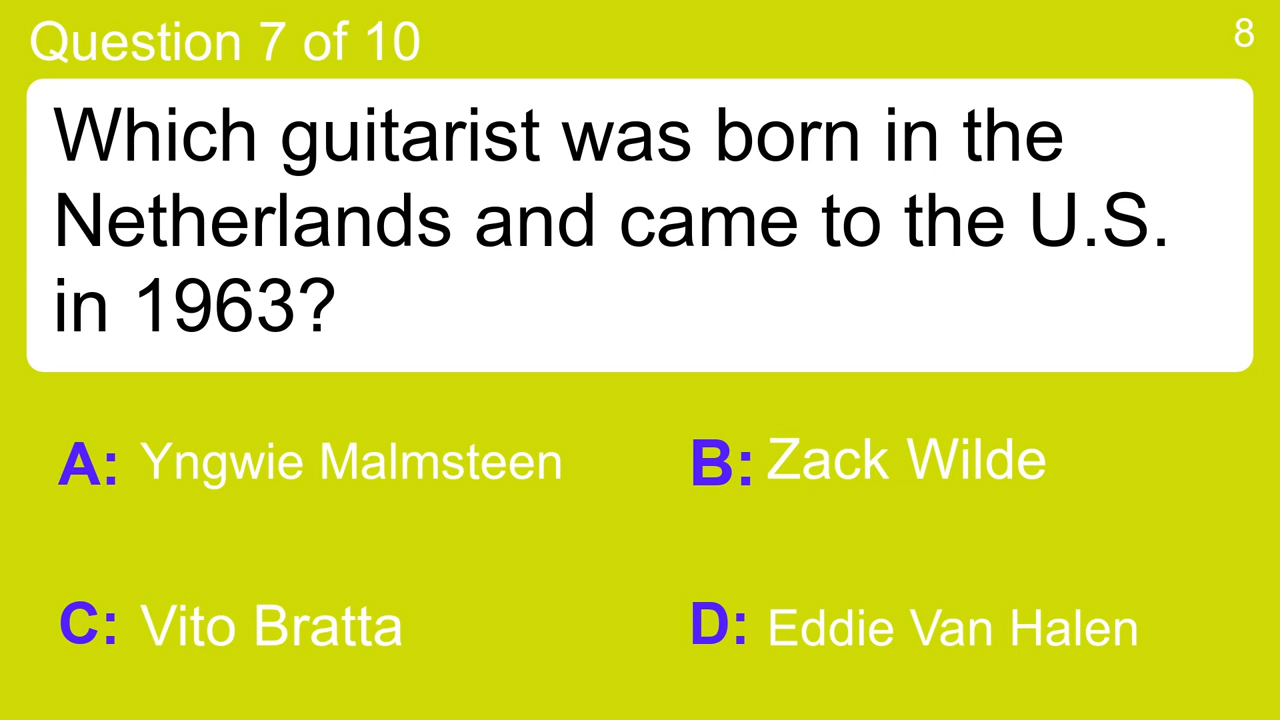 Question 7 of 10
8
Which guitarist was born in the
Netherlands and came to the U.S.
in 1963?
A: Yngwie Malmsteen
B: Zack Wilde
C: Vito Bratta
D: Eddie Van Halen